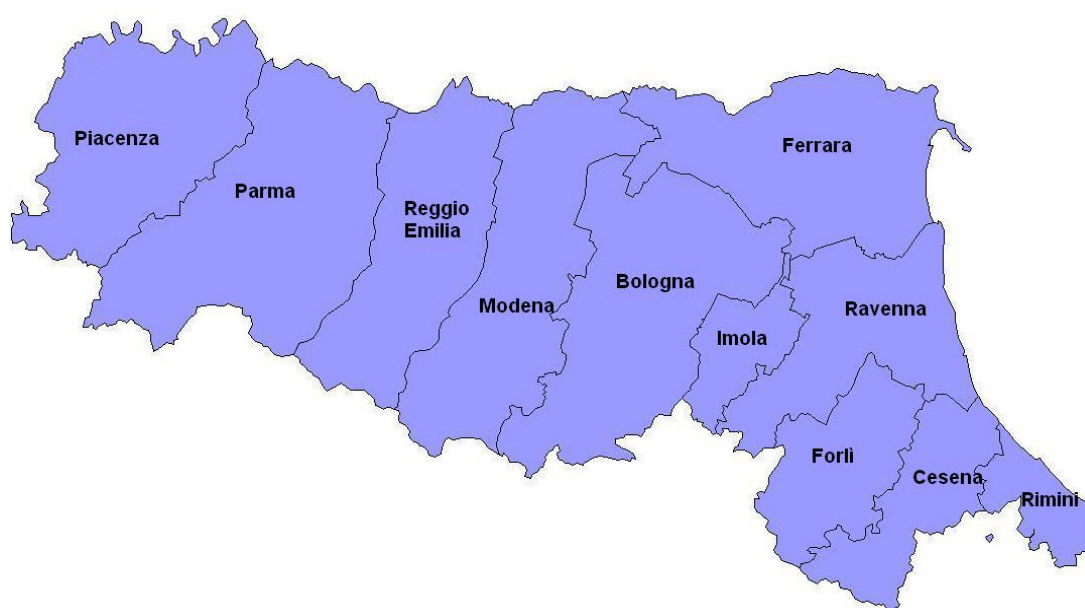 Piacenza
Parma
Reggio
Emilia
Modena
Bologna
Ferrara
Imola
Ravenna
Forlì
Cesena
Rimini